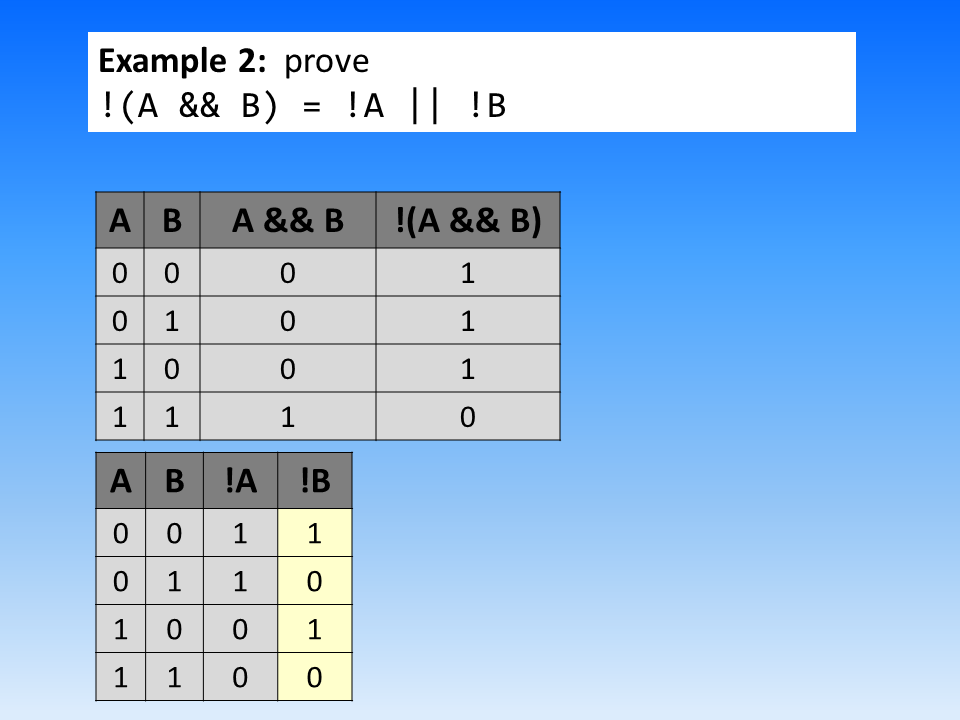 Example 2: prove
!(A && B) = !A || !B
A B A && B !(A && B)
0 0 0 1
0 1 0 1
1 0 0 1
1 1 1 0
A B !A !B
0 0 1 1
0 1 1 0
1 0 0 1
1 1 0 0